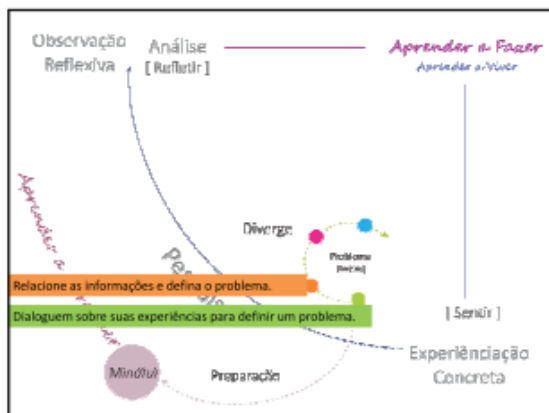 Observação
Reflexiva
Análise
[ Refletir ]
Aprender a Fazer
Aprender a Viver
Aprender a
Diverge
Problema
Relacione as informações e defina o problema.
Dialoguem sobre suas experiências para definir um problema.
[ Sentir ]
Experienciação
Concreta
Preparação
Mindful